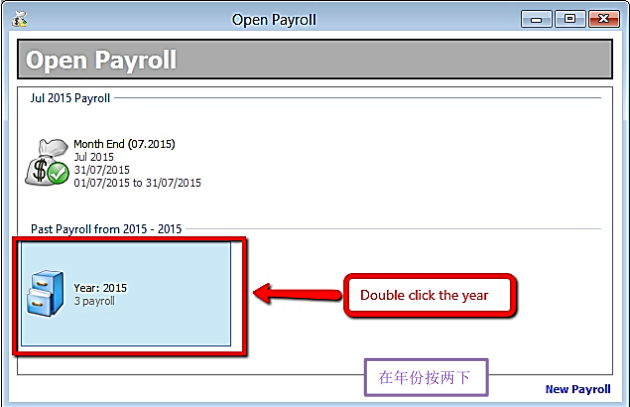 Open Payroll
Open Payroll
Jul 2015 Payroll
Month End (07.2015)
Jul 2015
31/07/2015
01/07/2015 to 31/07/2015
Past Payroll from 2015 - 2015
Year: 2015
3 payroll
Double click the year
在年份按两下
New Payroll